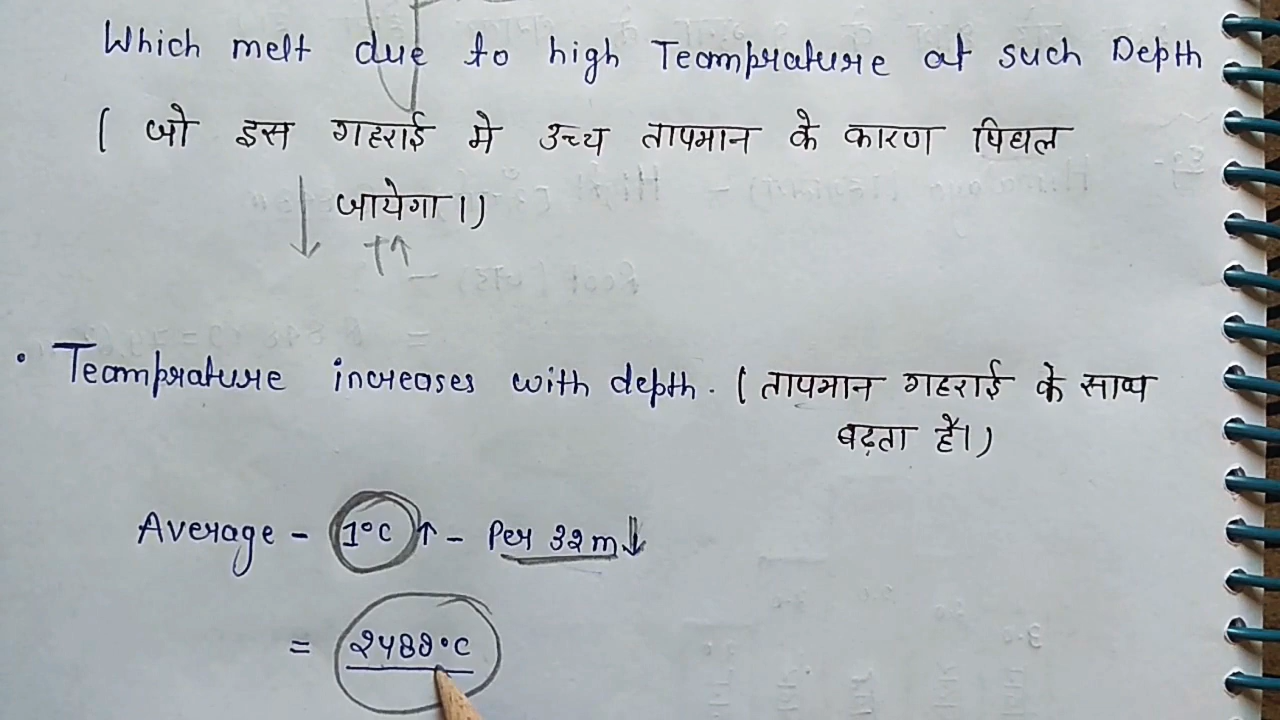 Which melt due to high Teamprature at such Depth
( जो इस गहराई मे उच्च तापमान के कारण पिघल
जायेगा।)
T↑
• Teamprature increases with depth. ( तापमान गहराई के साथ
बढ़ता है।)
Average - 1°C ↑ - Per 32m ↓
= 2488°C